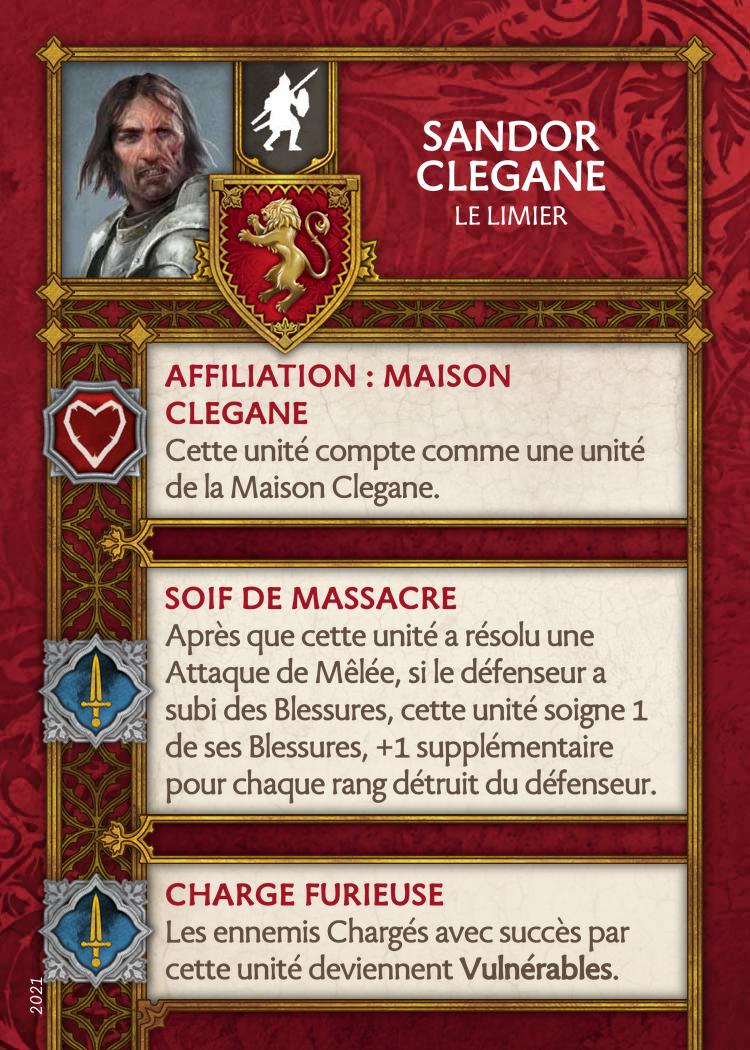 SANDOR
CLEGANE
LE LIMIER
AFFILIATION : MAISON
CLEGANE
Cette unité compte comme une unité
de la Maison Clegane.
SOIF DE MASSACRE
Après que cette unité a résolu une
Attaque de Mêlée, si le défenseur a
subi des Blessures, cette unité soigne 1
de ses Blessures, +1 supplémentaire
pour chaque rang détruit du défenseur.
CHARGE FURIEUSE
Les ennemis Chargés avec succès par
cette unité deviennent Vulnérables.
2021